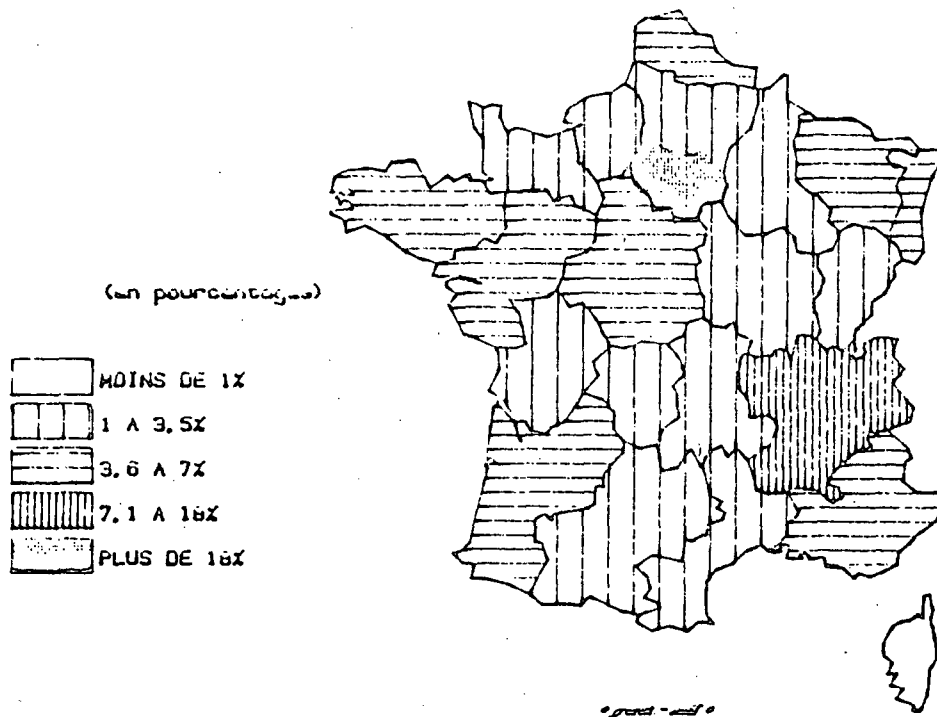 (en pourcentages)
MOINS DE 1%
1 A 3,5%
3,6 A 7%
7,1 A 18%
PLUS DE 18%